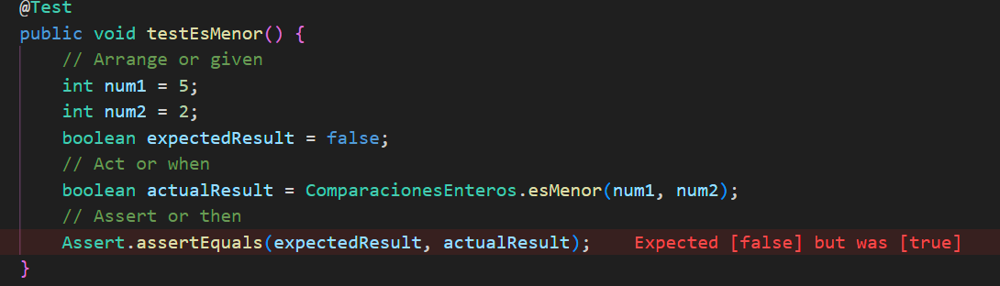 @Test
public void testEsMenor() {
// Arrange or given
int num1 = 5;
int num2 = 2;
boolean expectedResult = false;
// Act or when
boolean actualResult = ComparacionesEnteros.esMenor(num1, num2);
// Assert or then
Assert.assertEquals(expectedResult, actualResult);    Expected [false] but was [true]
}